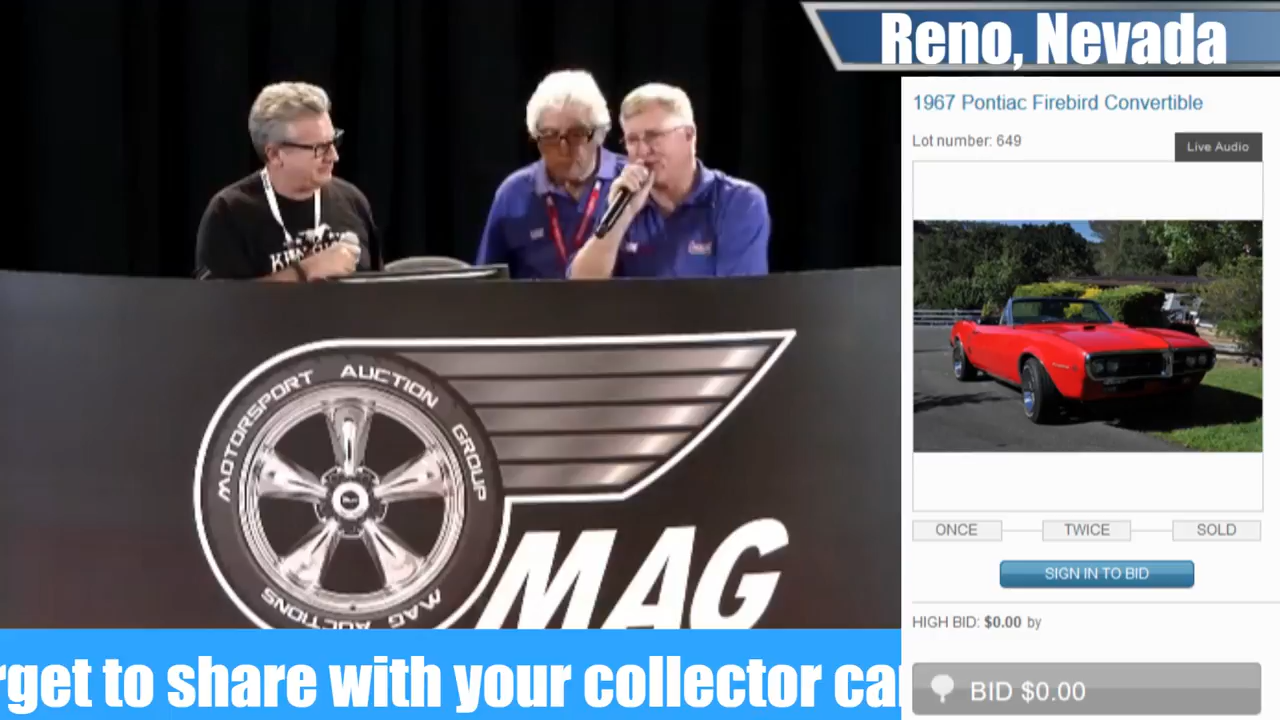 Reno, Nevada
1967 Pontiac Firebird Convertible
Lot number: 649
Live Audio
MOTORSPORT AUCTION GROUP
MAG AUCTIONS
MAG
ONCE
TWICE
SOLD
SIGN IN TO BID
HIGH BID: $0.00 by
BID $0.00
rget to share with your collector car